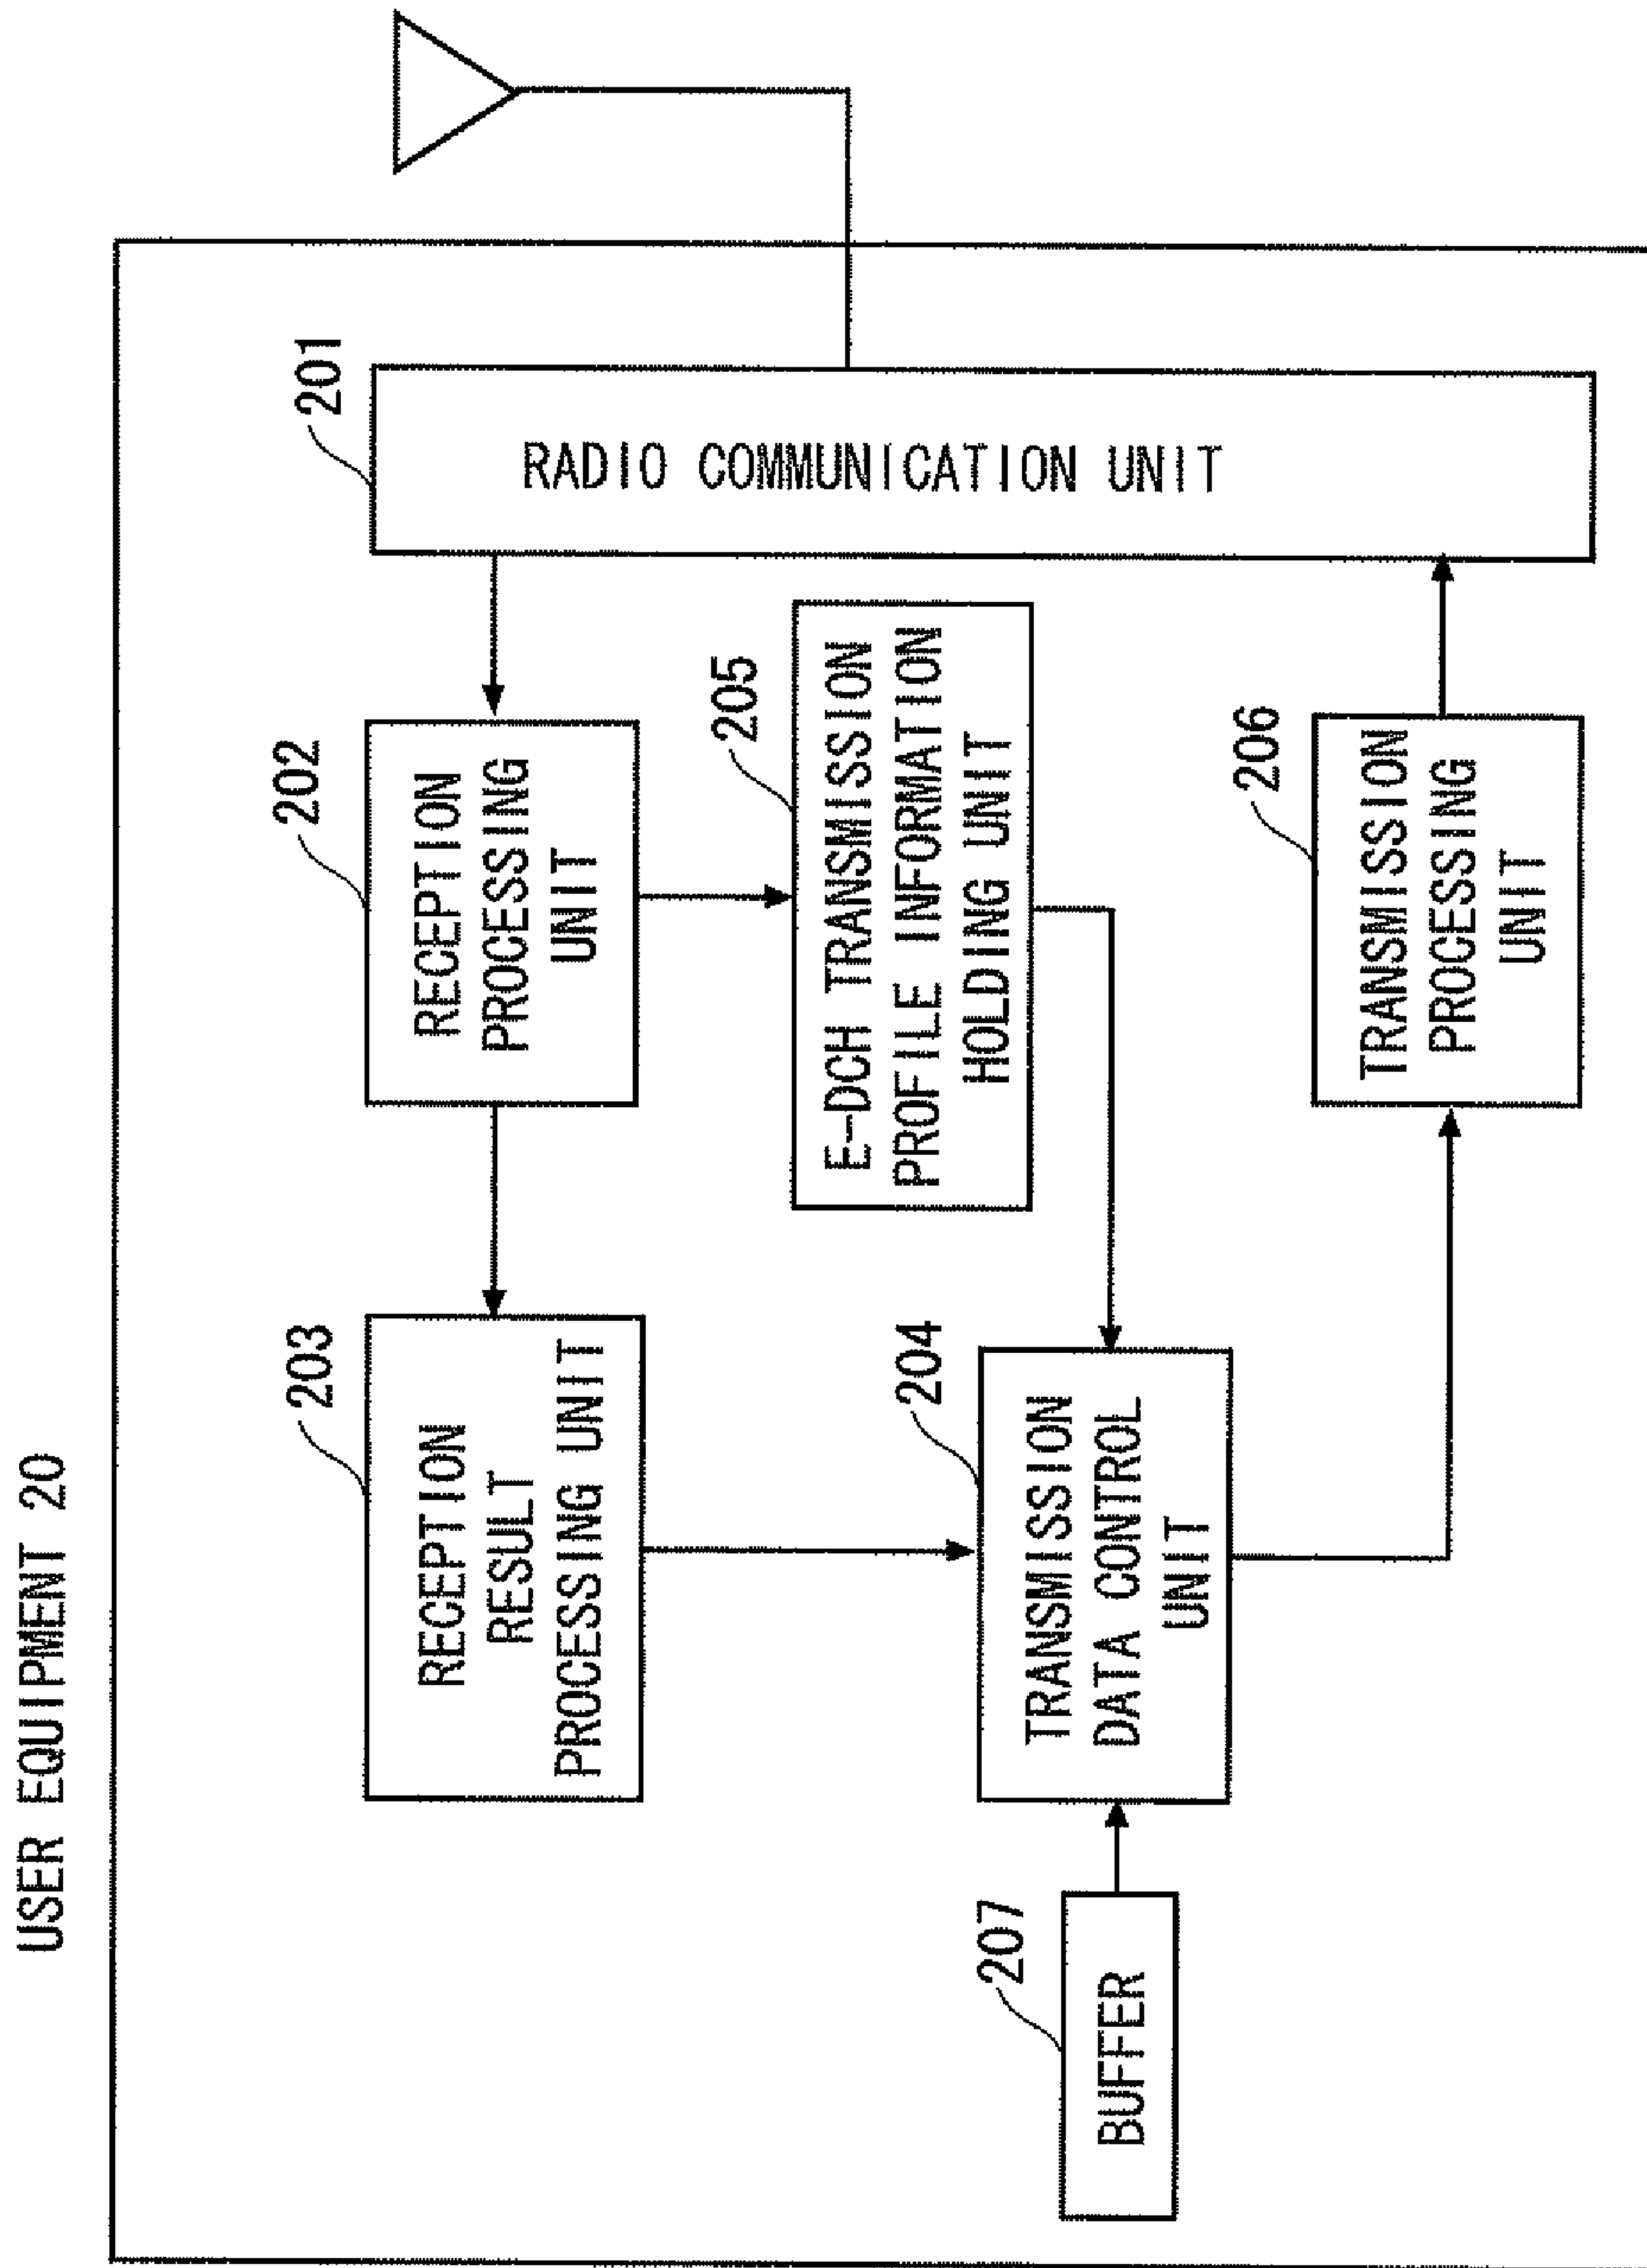 USER EQUIPMENT 20
203
RECEPTION
RESULT
PROCESSING UNIT
202
RECEPTION
PROCESSING
UNIT
201
RADIO COMMUNICATION UNIT
205
E-DCH TRANSMISSION
PROFILE INFORMATION
HOLDING UNIT
207
BUFFER
204
TRANSMISSION
DATA CONTROL
UNIT
206
TRANSMISSION
PROCESSING
UNIT